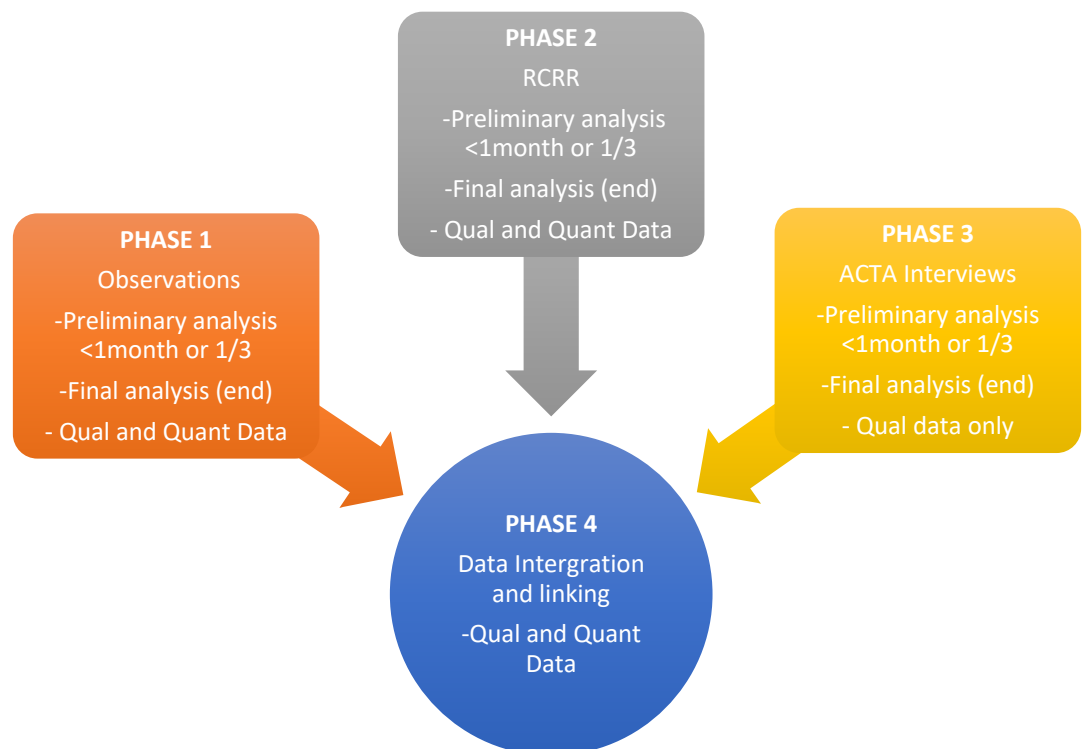 PHASE 1
Observations
-Preliminary analysis
<1month or 1/3
-Final analysis (end)
- Qual and Quant Data
PHASE 2
RCRR
-Preliminary analysis
<1month or 1/3
-Final analysis (end)
- Qual and Quant Data
PHASE 3
ACTA Interviews
-Preliminary analysis
<1month or 1/3
-Final analysis (end)
- Qual data only
PHASE 4
Data Intergration
and linking
-Qual and Quant
Data